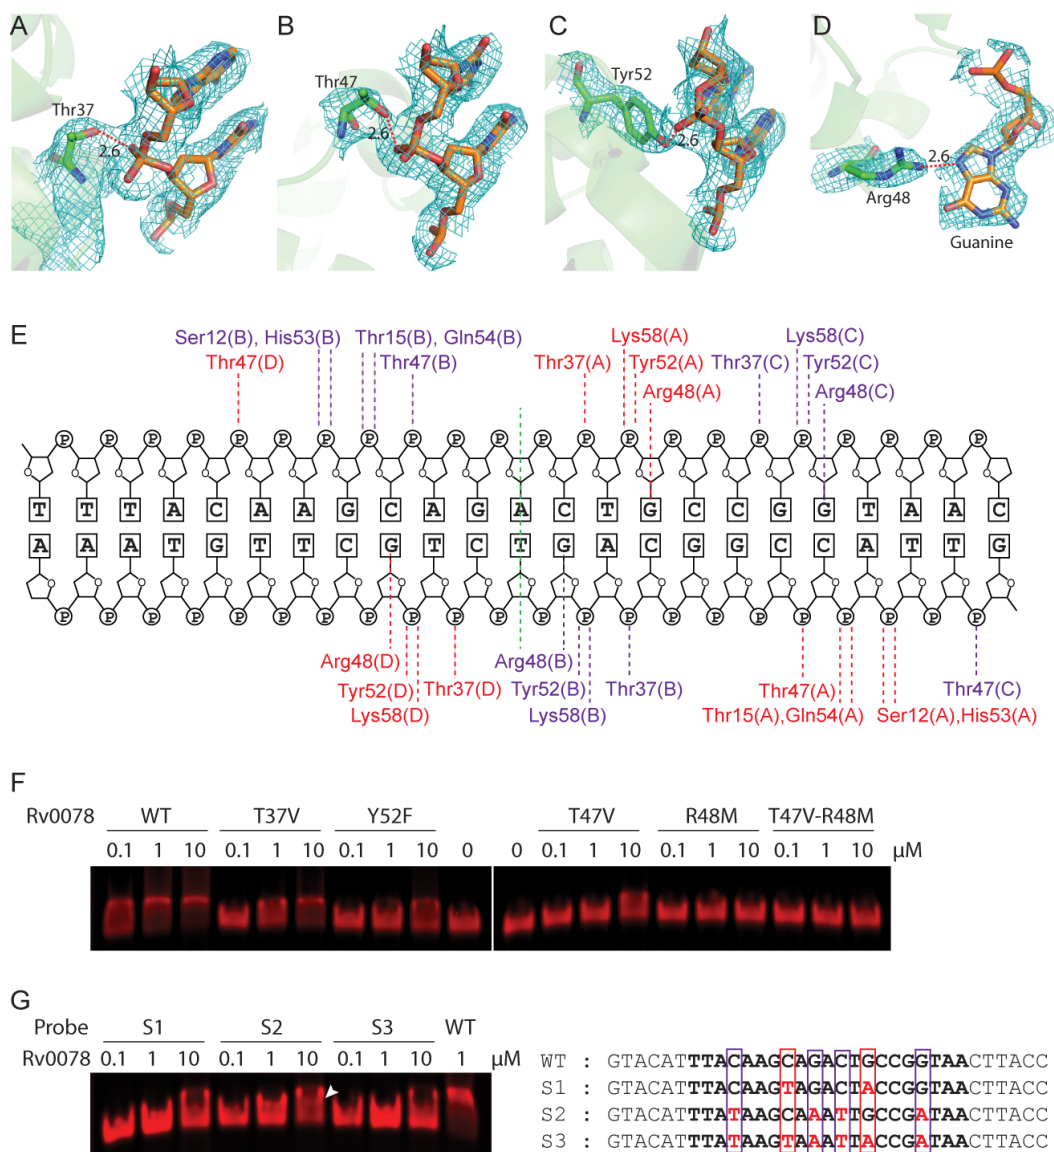 A
B
C
D
Thr37
2.6
Thr47
2.6
Tyr52
2.6
2.6
Arg48
Guanine
E
Ser12(B), His53(B)
Thr47(D)
Thr15(B), Gln54(B)
Thr47(B)
Thr37(A)
Lys58(A)
Tyr52(A)
Arg48(A)
Thr37(C)
Lys58(C)
Tyr52(C)
Arg48(C)
P P P P P P P P P P P P P P P P P P P P P P
T T T A C A A G C A G A C T G C C G G T A A C
A A A T G T T C G T C T G A C G G C C A T T G
P P P P P P P P P P P P P P P P P P P P P P
Arg48(D)
Tyr52(D)
Lys58(D)
Thr37(D)
Arg48(B)
Tyr52(B)
Lys58(B)
Thr37(B)
Thr47(A)
Thr15(A),Gln54(A)
Ser12(A),His53(A)
Thr47(C)
F
Rv0078 WT T37V Y52F T47V R48M T47V-R48M
0.1 1 10 0.1 1 10 0.1 1 10 0 0 0.1 1 10 0.1 1 10 0.1 1 10 μM
G
Probe S1 S2 S3 WT
Rv0078 0.1 1 10 0.1 1 10 0.1 1 10 1 μM
WT : GTACATTTACAAGCAGACTGCCGGTAACTTACC
S1 : GTACATTTACAAGTAGACTACCGGTAACTTACC
S2 : GTACATTTATAAGCAAATTGCCGATAACTTACC
S3 : GTACATTTATAAGTAAATTACCGATAACTTACC